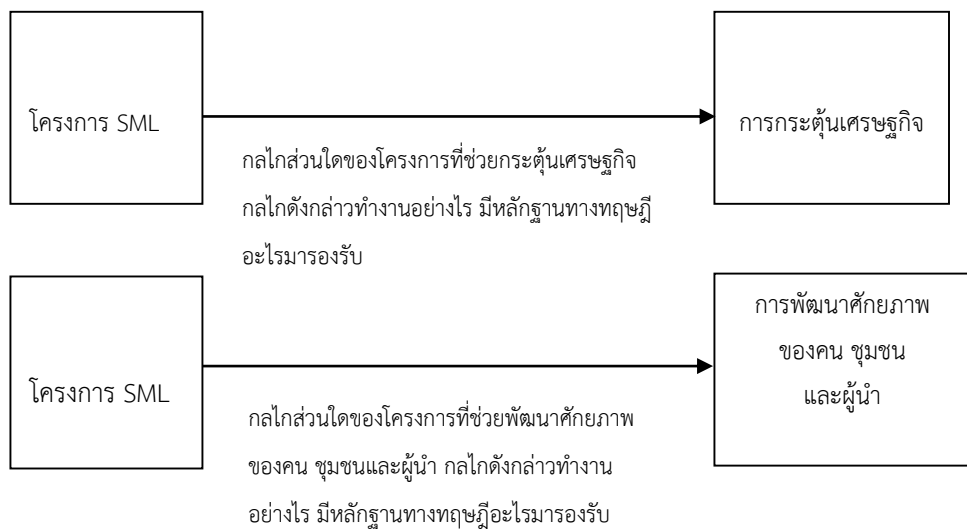 โครงการ SML
การกระตุ้นเศรษฐกิจ
กลไกส่วนใดของโครงการที่ช่วยกระตุ้นเศรษฐกิจ
กลไกดังกล่าวทำงานอย่างไร มีหลักฐานทางทฤษฎี
อะไรมารองรับ
โครงการ SML
การพัฒนาศักยภาพ
ของคน ชุมชน
และผู้นำ
กลไกส่วนใดของโครงการที่ช่วยพัฒนาศักยภาพ
ของคน ชุมชนและผู้นำ กลไกดังกล่าวทำงาน
อย่างไร มีหลักฐานทางทฤษฎีอะไรมารองรับ